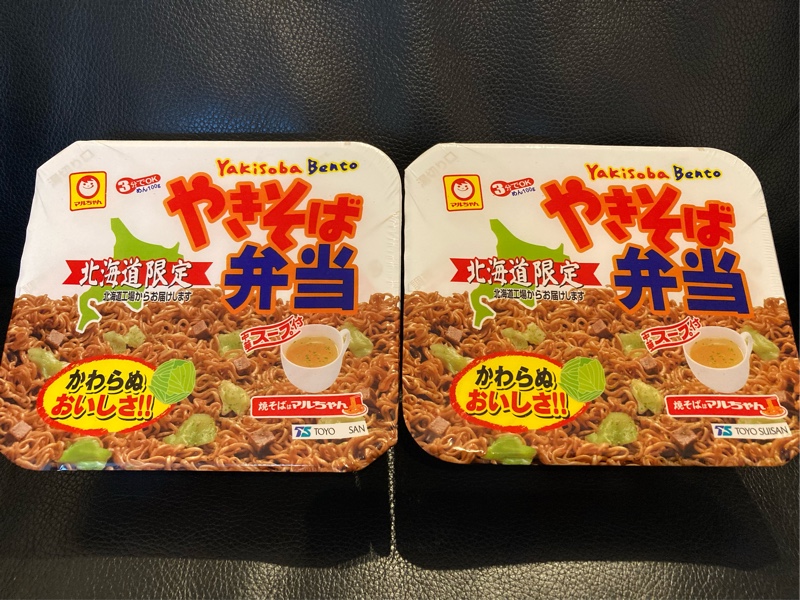 マルちゃん
3分でOK
めん100g
Yakisoba Bento
やきそば
弁当
北海道限定
北海道工場からお届けします
中華スープ付
かわらぬ
おいしさ!!
焼そばはマルちゃん
TS TOYO SAN
マルちゃん
3分でOK
めん100g
Yakisoba Bento
やきそば
弁当
北海道限定
北海道工場からお届けします
中華スープ付
かわらぬ
おいしさ!!
焼そばはマルちゃん
TS TOYO SUISAN